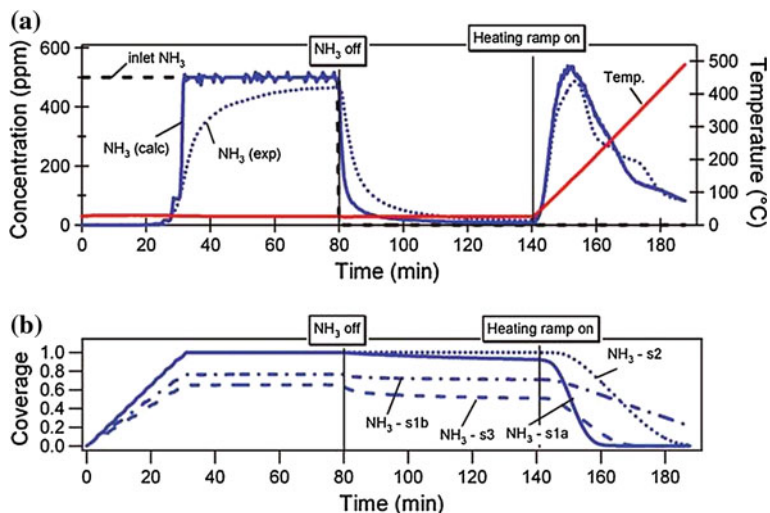 (a)
NH3 off
Heating ramp on
inlet NH3
Temp.
NH3 (calc)
NH3 (exp)
Concentration (ppm)
600
400
200
0
Temperature (°C)
500
400
300
200
100
0
0 20 40 60 80 100 120 140 160 180
Time (min)
(b)
NH3 off
Heating ramp on
NH3 - s2
NH3 - s1b
NH3 - s3
NH3 - s1a
Coverage
1.0
0.8
0.6
0.4
0.2
0.0
0 20 40 60 80 100 120 140 160 180
Time (min)